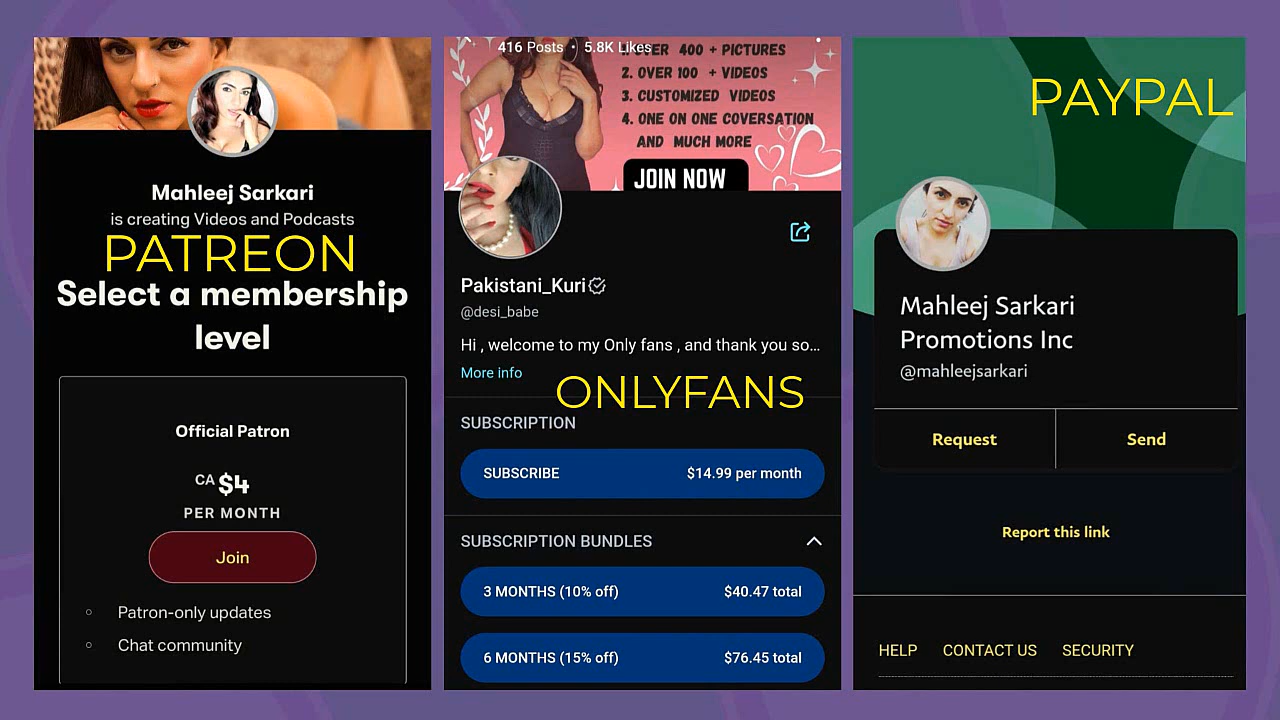 Mahleej Sarkari
is creating Videos and Podcasts
PATREON
Select a membership
level
Official Patron
CA $4
PER MONTH
Join
Patron-only updates
Chat community
416 Posts • 5.8K Likes
1. OVER 400 + PICTURES
2. OVER 100 + VIDEOS
3. CUSTOMIZED VIDEOS
4. ONE ON ONE COVERSATION
AND MUCH MORE
JOIN NOW
Pakistani_Kuri
@desi_babe
Hi , welcome to my Only fans , and thank you so...
More info
ONLYFANS
SUBSCRIPTION
SUBSCRIBE $14.99 per month
SUBSCRIPTION BUNDLES
3 MONTHS (10% off) $40.47 total
6 MONTHS (15% off) $76.45 total
PAYPAL
Mahleej Sarkari
Promotions Inc
@mahleejsarkari
Request Send
Report this link
HELP CONTACT US SECURITY